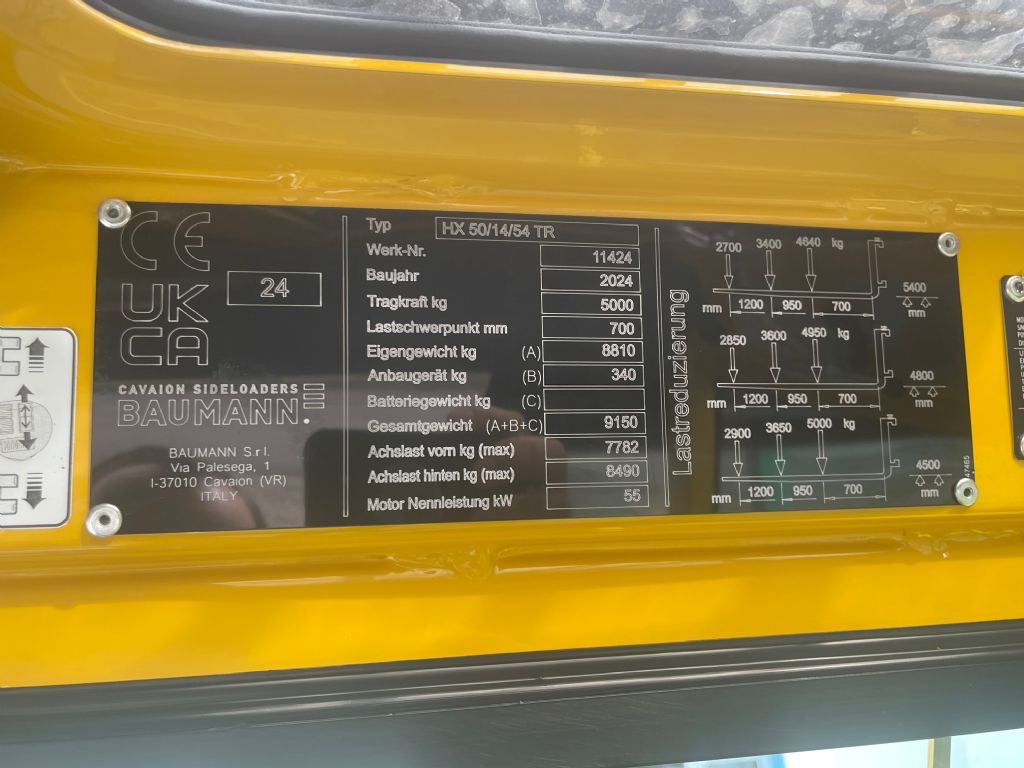 CE
UK
CA
24
CAVAION SIDELOADERS
BAUMANN
BAUMANN S.r.l.
Via Palesega, 1
I-37010 Cavaion (VR)
ITALY
Typ HX 50/14/54 TR
Werk-Nr. 11424
Baujahr 2024
Tragkraft kg 5000
Lastschwerpunkt mm 700
Eigengewicht kg (A) 8810
Anbaugerät kg (B) 340
Batteriegewicht kg (C)
Gesamtgewicht (A+B+C) 9150
Achslast vorn kg (max) 7782
Achslast hinten kg (max) 8490
Motor Nennleistung kW 55
Lastreduzierung
2700 3400 4640 kg
5400
mm 1200 950 700 mm
2850 3600 4950 kg
4800
mm 1200 950 700 mm
2900 3650 5000 kg
4500
mm 1200 950 700 mm